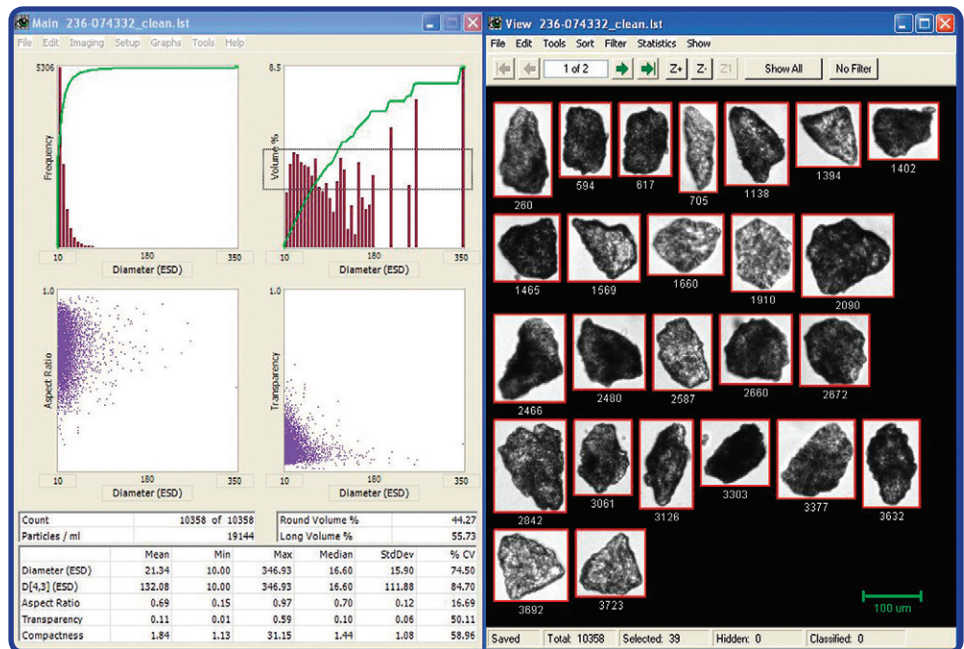 Main 236-074332_clean.lst
File Edit Imaging Setup Graphs Tools Help
5306
Frequency
10 180 350
Diameter (ESD)
8.5
Volume %
10 180 350
Diameter (ESD)
1.0
Aspect Ratio
10 180 350
Diameter (ESD)
1.0
Transparency
10 180 350
Diameter (ESD)
Count 10358 of 10358
Particles / ml 19144
Round Volume % 44.27
Long Volume % 55.73
Mean Min Max Median StdDev % CV
Diameter (ESD) 21.34 10.00 346.93 16.60 15.90 74.50
D[4,3] (ESD) 132.08 10.00 346.93 16.60 111.88 84.70
Aspect Ratio 0.69 0.15 0.97 0.70 0.12 16.69
Transparency 0.11 0.01 0.59 0.10 0.06 50.11
Compactness 1.84 1.13 31.15 1.44 1.08 58.96
View 236-074332_clean.lst
File Edit Tools Sort Filter Statistics Show
1 of 2 Z+ Z- Z1 Show All No Filter
260 594 617 705 1138 1394 1402
1465 1569 1660 1910 2090
2466 2480 2587 2660 2672
2842 3061 3126 3303 3377 3632
3692 3723
100 um
Saved Total: 10358 Selected: 39 Hidden: 0 Classified: 0